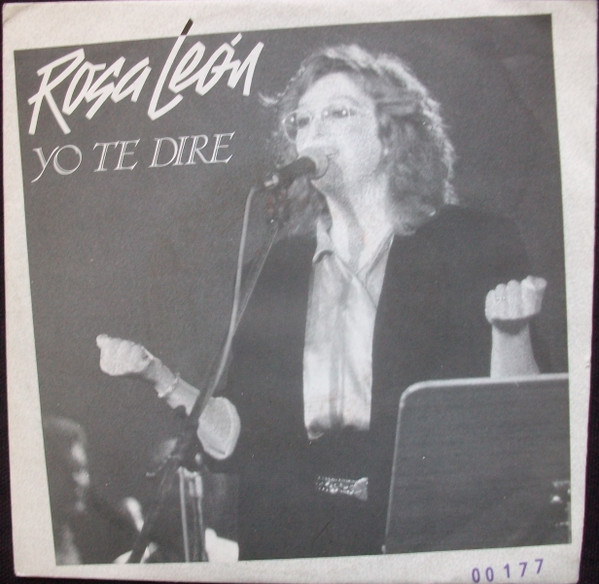 Rosa León
YO TE DIRE
00177